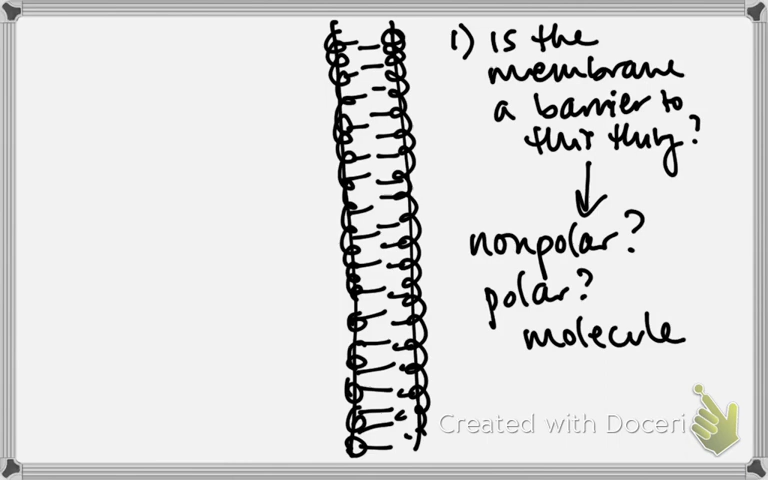 1) is the
membrane
a barrier to
this thing?
nonpolar?
polar?
molecule
Created with Doceri